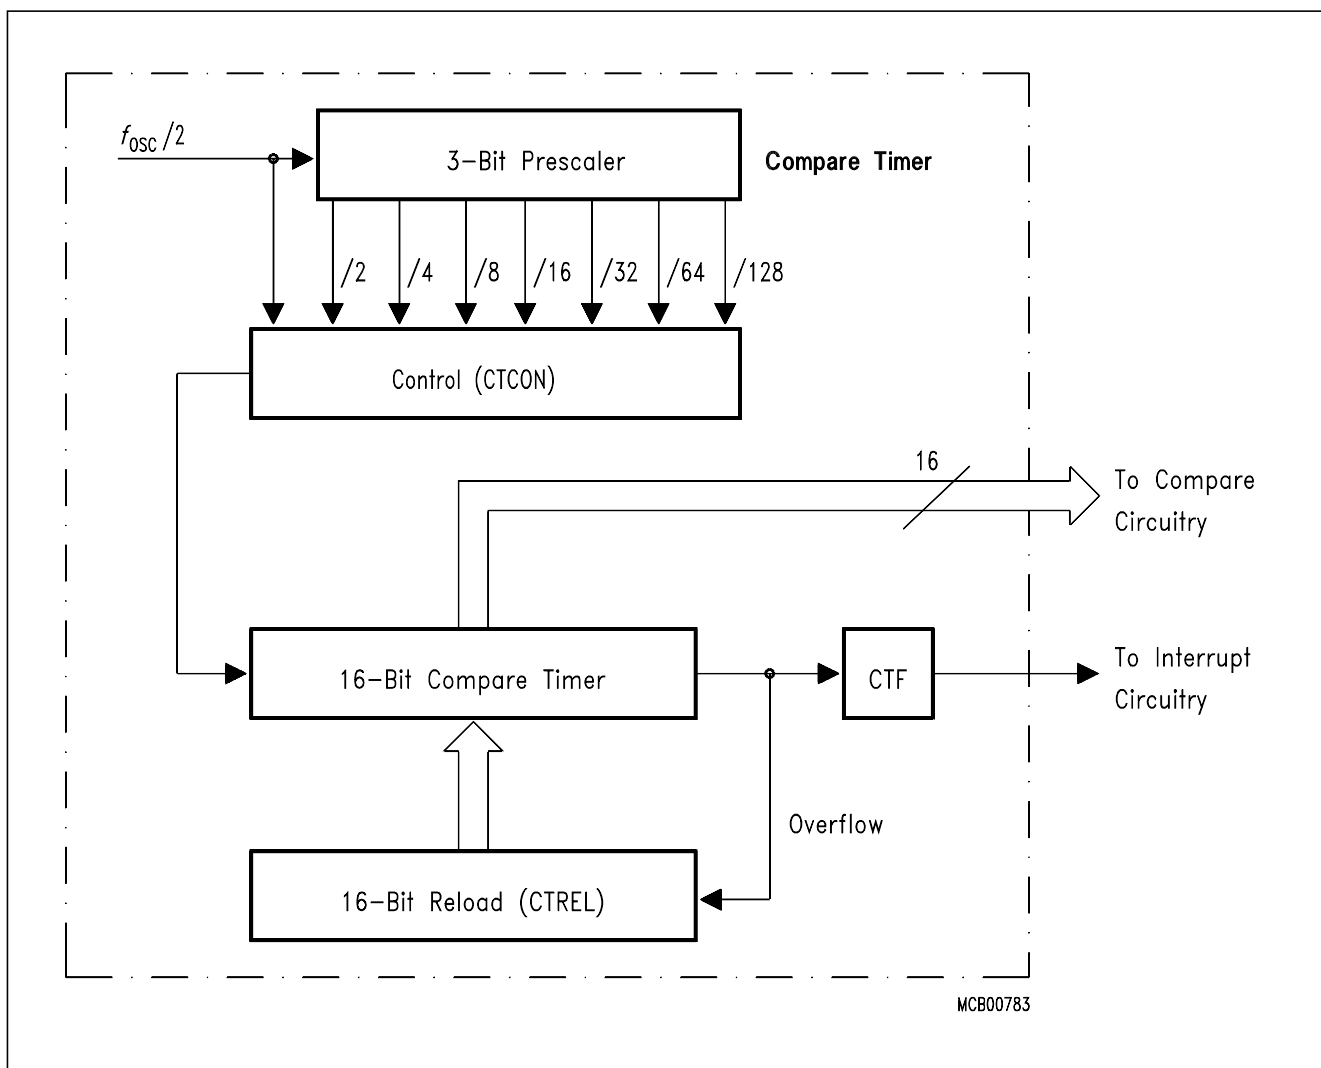 fOSC/2
3-Bit Prescaler
Compare Timer
/2
/4
/8
/16
/32
/64
/128
Control (CTCON)
16
To Compare
Circuitry
16-Bit Compare Timer
CTF
To Interrupt
Circuitry
Overflow
16-Bit Reload (CTREL)
MCB00783